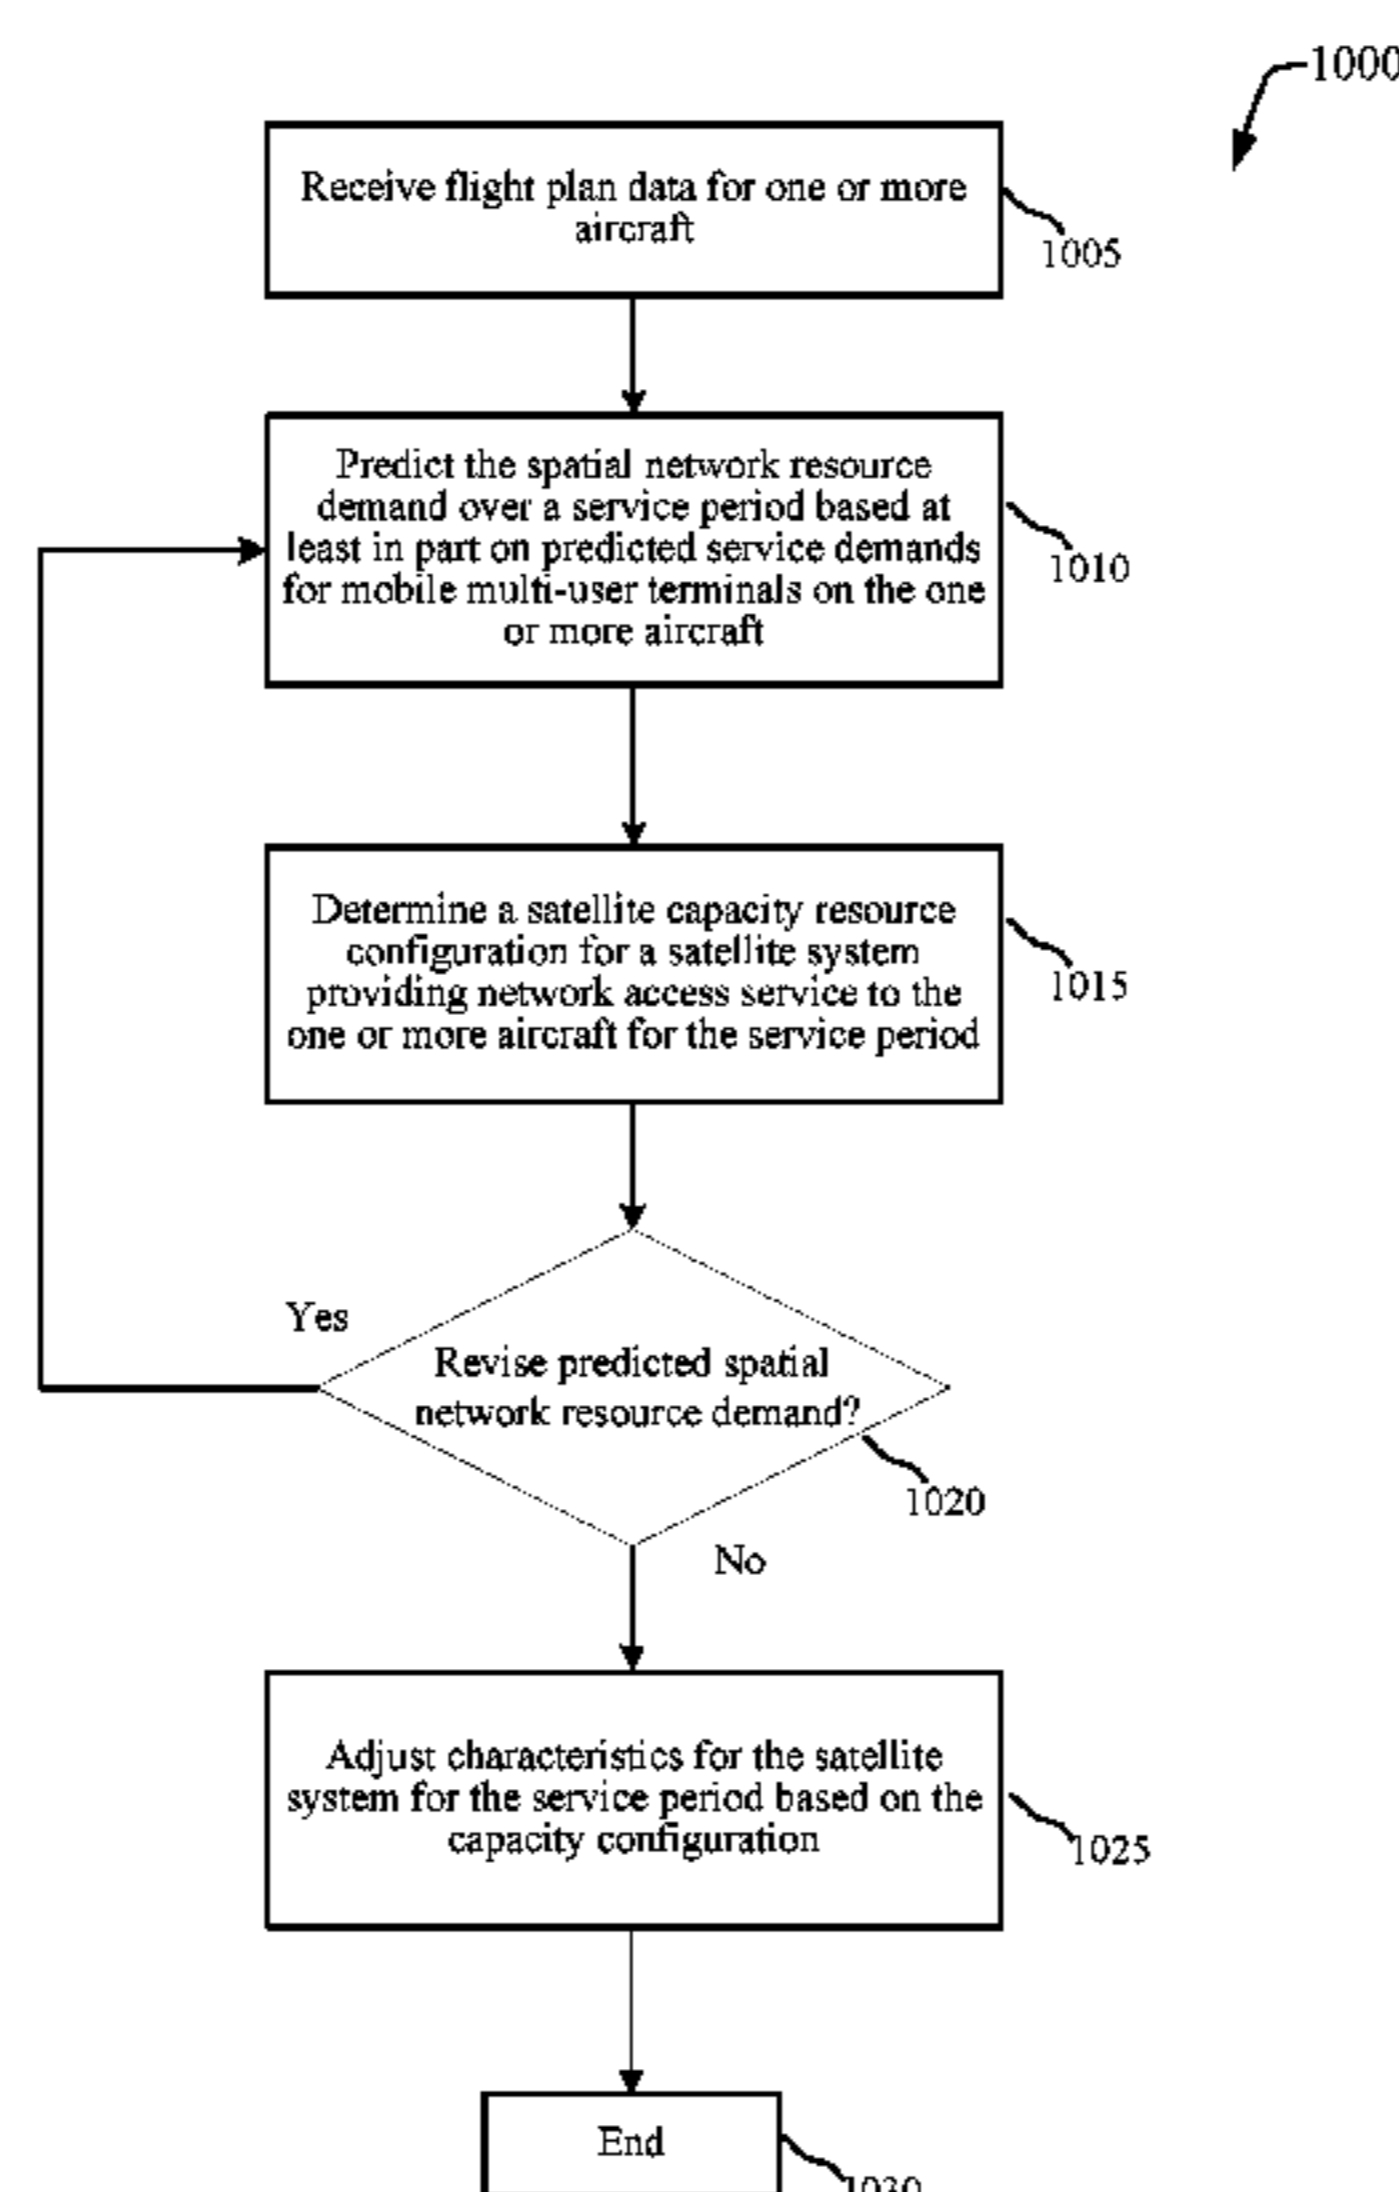 1000
Receive flight plan data for one or more
aircraft
1005
Predict the spatial network resource
demand over a service period based at
least in part on predicted service demands
for mobile multi-user terminals on the one
or more aircraft
1010
Determine a satellite capacity resource
configuration for a satellite system
providing network access service to the
one or more aircraft for the service period
1015
Yes
Revise predicted spatial
network resource demand?
1020
No
Adjust characteristics for the satellite
system for the service period based on the
capacity configuration
1025
End
1030